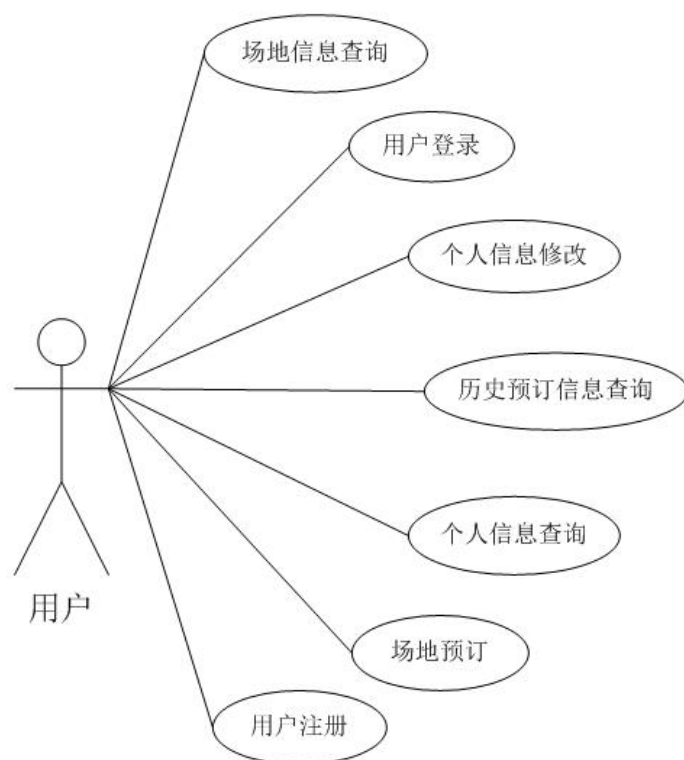 场地信息查询
用户登录
个人信息修改
历史预订信息查询
个人信息查询
用户
场地预订
用户注册